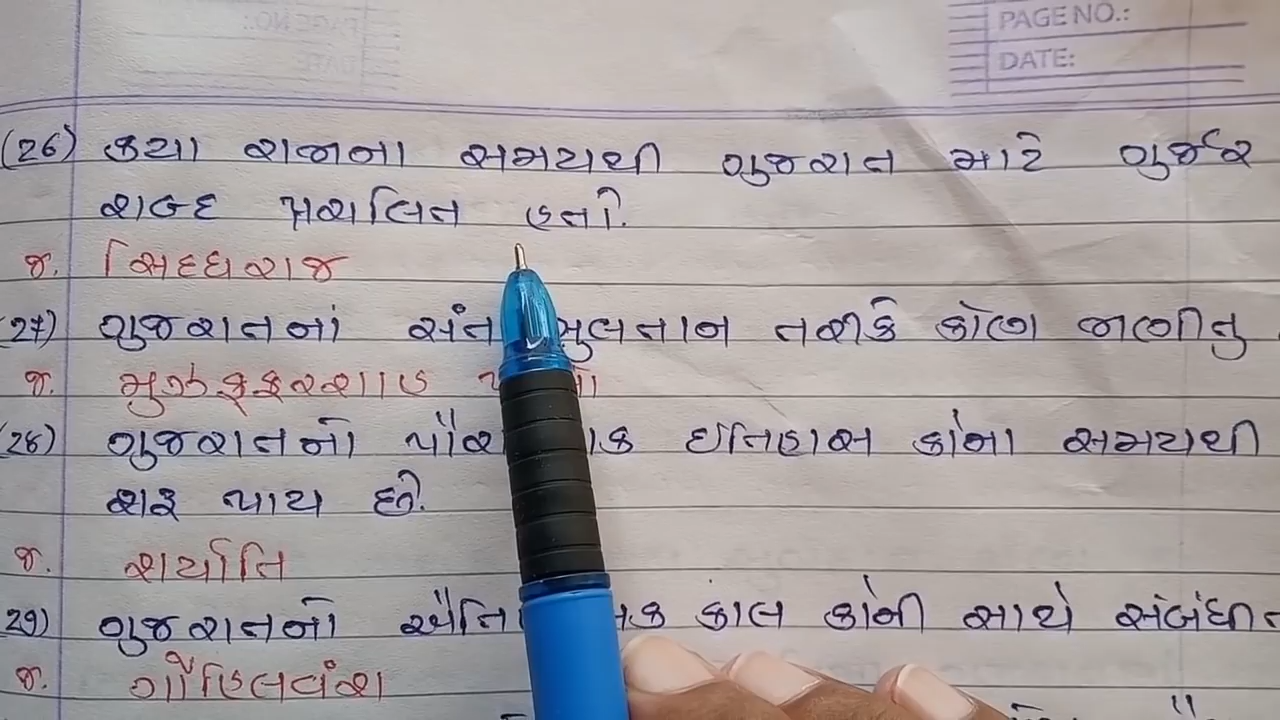 PAGE NO.:
DATE:
(26) કયા રાજાના સમયથી ગુજરાત માટે ગુર્જર
શબ્દ પ્રચલિત હતો.
જ. સિદ્ધરાજ
(27) ગુજરાતનાં સંત સુલતાન તરીકે કોણ જાણીતું
જ. મુઝફ્ફરશાહ
(28) ગુજરાતનો ઈતિહાસ કોના સમયથી
શરૂ થાય છે.
જ. શર્યાતિ
29) ગુજરાતનો કાલ કોની સાથે સંબંધીત
જ. ગોહિલવંશ